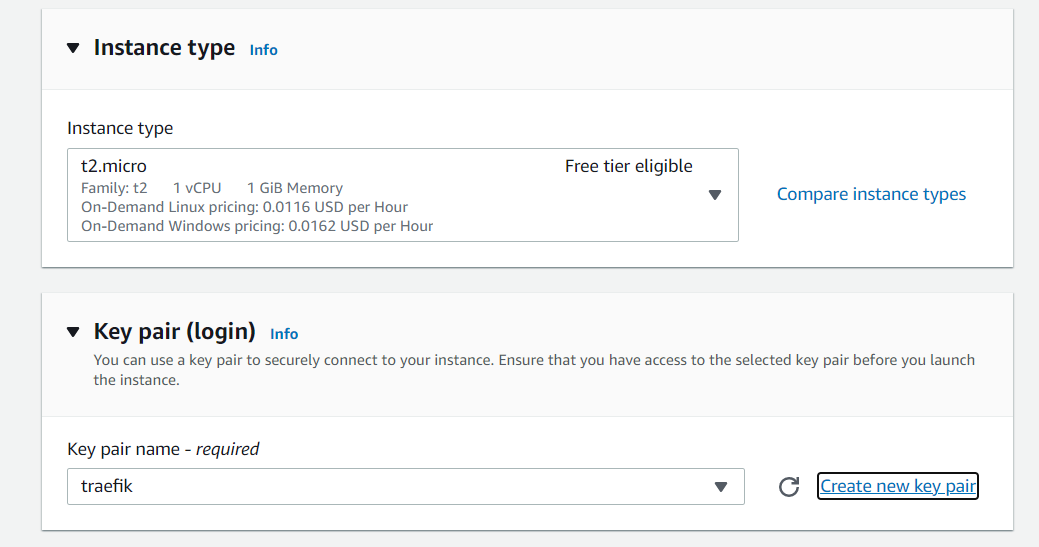 Instance type Info
Instance type
t2.micro Free tier eligible
Family: t2 1 vCPU 1 GiB Memory
On-Demand Linux pricing: 0.0116 USD per Hour
On-Demand Windows pricing: 0.0162 USD per Hour
Compare instance types
Key pair (login) Info
You can use a key pair to securely connect to your instance. Ensure that you have access to the selected key pair before you launch
the instance.
Key pair name - required
traefik
Create new key pair